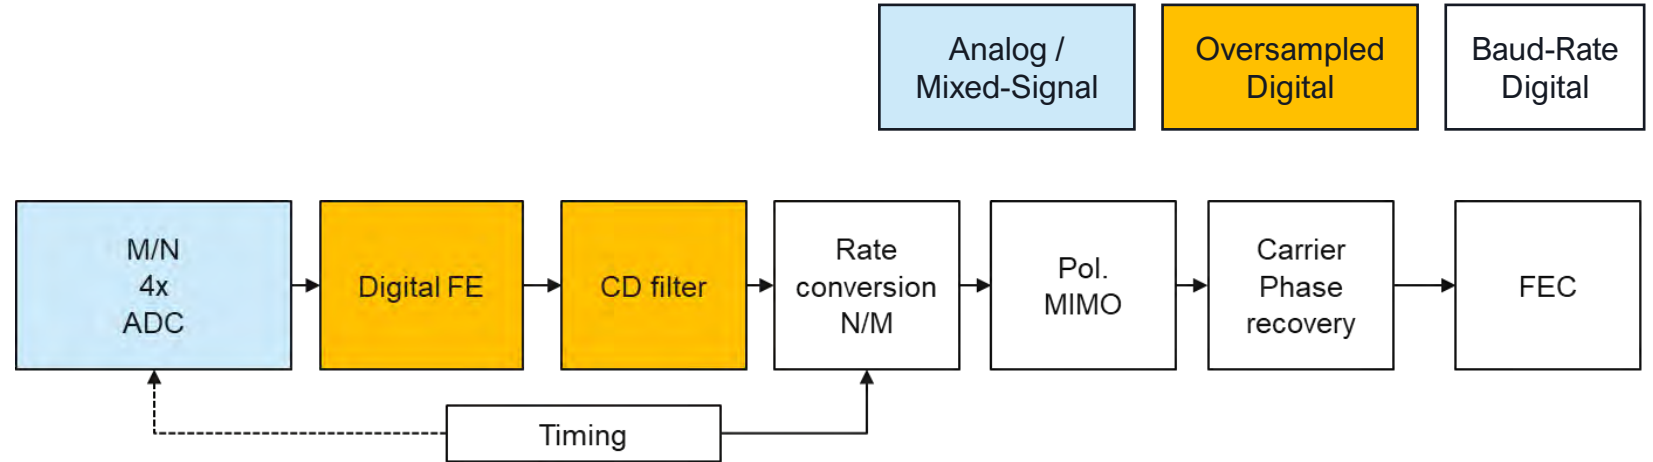 Analog /
Mixed-Signal
Oversampled
Digital
Baud-Rate
Digital
M/N
4x
ADC
Digital FE
CD filter
Rate
conversion
N/M
Pol.
MIMO
Carrier
Phase
recovery
FEC
Timing